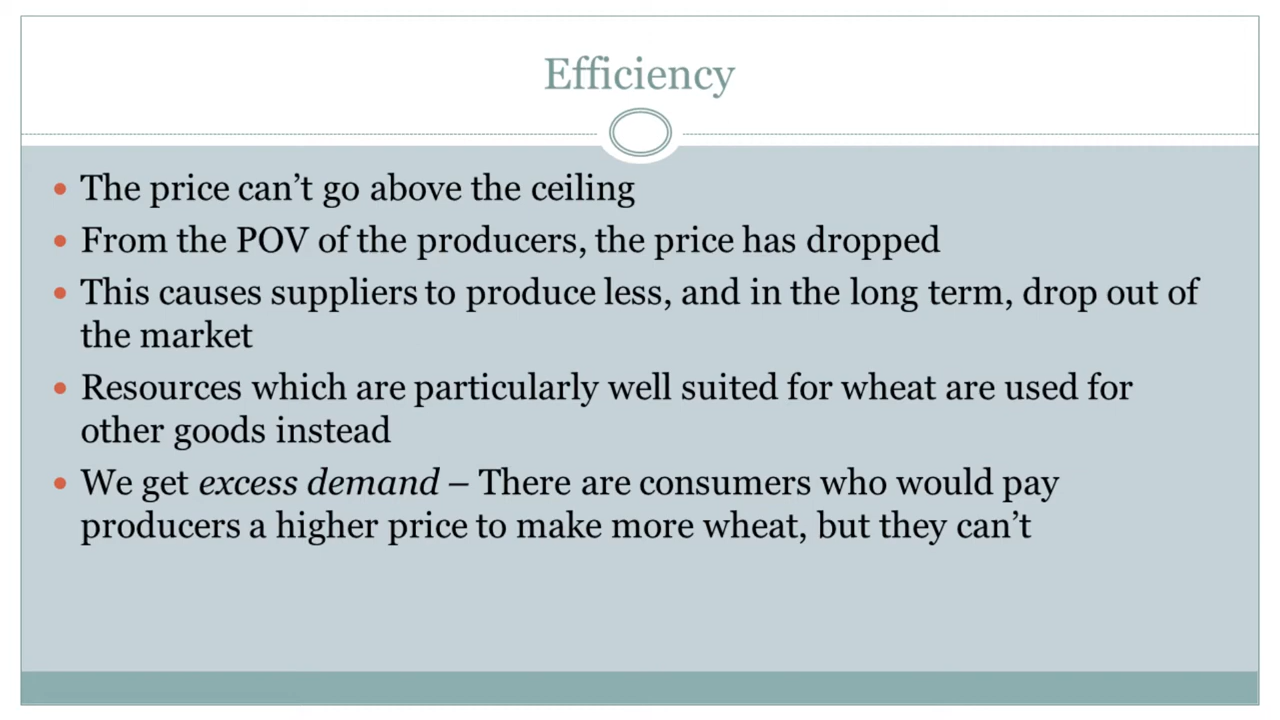 Efficiency
• The price can’t go above the ceiling
• From the POV of the producers, the price has dropped
• This causes suppliers to produce less, and in the long term, drop out of
the market
• Resources which are particularly well suited for wheat are used for
other goods instead
• We get excess demand – There are consumers who would pay
producers a higher price to make more wheat, but they can’t